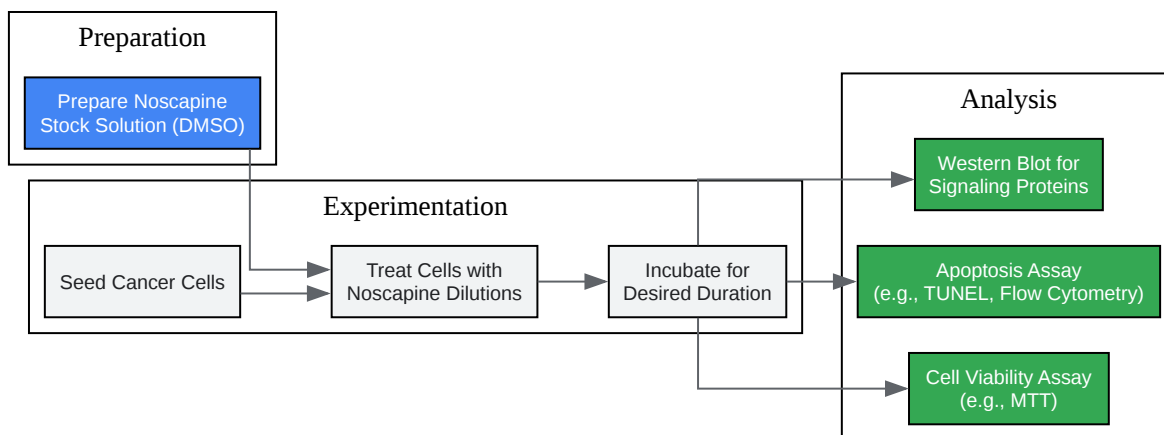 Preparation
Prepare Noscapine
Stock Solution (DMSO)
Experimentation
Seed Cancer Cells
Treat Cells with
Noscapine Dilutions
Incubate for
Desired Duration
Analysis
Western Blot for
Signaling Proteins
Apoptosis Assay
(e.g., TUNEL, Flow Cytometry)
Cell Viability Assay
(e.g., MTT)